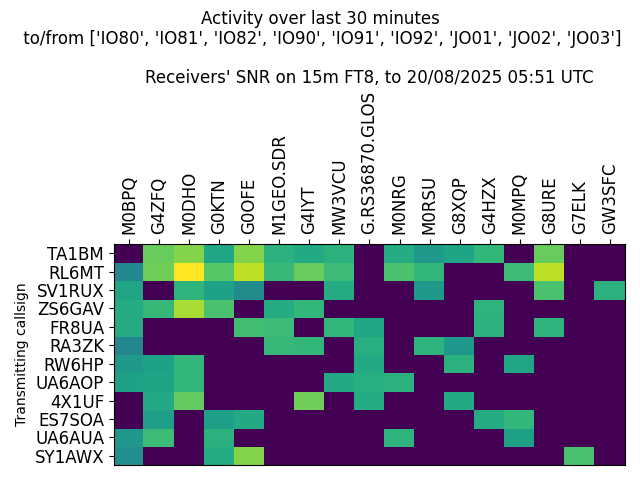 Activity over last 30 minutes
to/from ['IO80', 'IO81', 'IO82', 'IO90', 'IO91', 'IO92', 'JO01', 'JO02', 'JO03']
Receivers' SNR on 15m FT8, to 20/08/2025 05:51 UTC
M0BPQ
G4ZFQ
M0DHO
G0KTN
G0OFE
M1GEO.SDR
G4IYT
MW3VCU
G.RS36870.GLOS
M0NRG
M0RSU
G8XQP
G4HZX
M0MPQ
G8URE
G7ELK
GW3SFC
Transmitting callsign
TA1BM
RL6MT
SV1RUX
ZS6GAV
FR8UA
RA3ZK
RW6HP
UA6AOP
4X1UF
ES7SOA
UA6AUA
SY1AWX